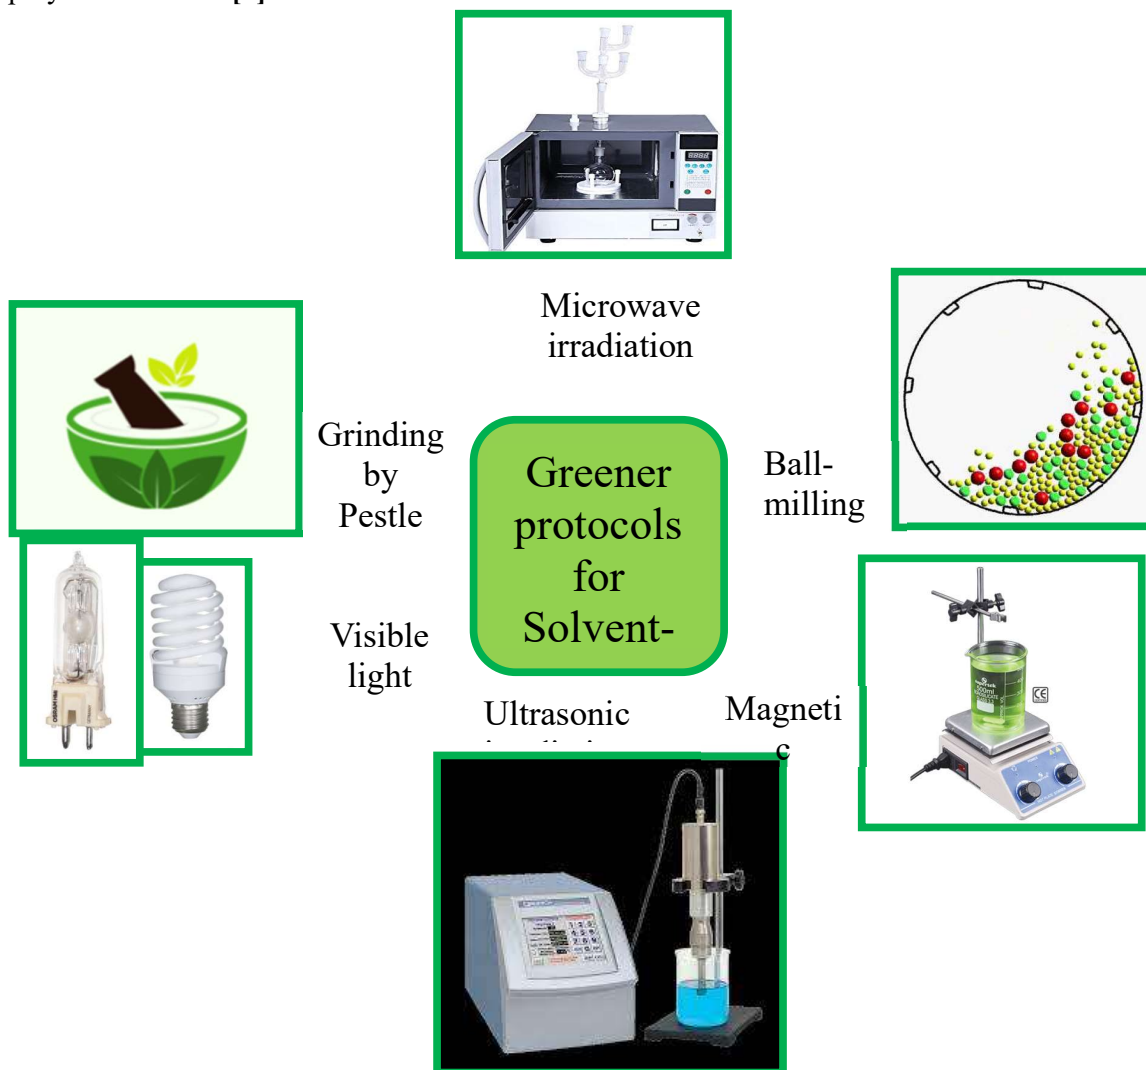 Microwave
irradiation
Grinding
by
Pestle
Ball-
milling
Greener
protocols
for
Solvent-
Visible
light
Ultrasonic
Magneti
c